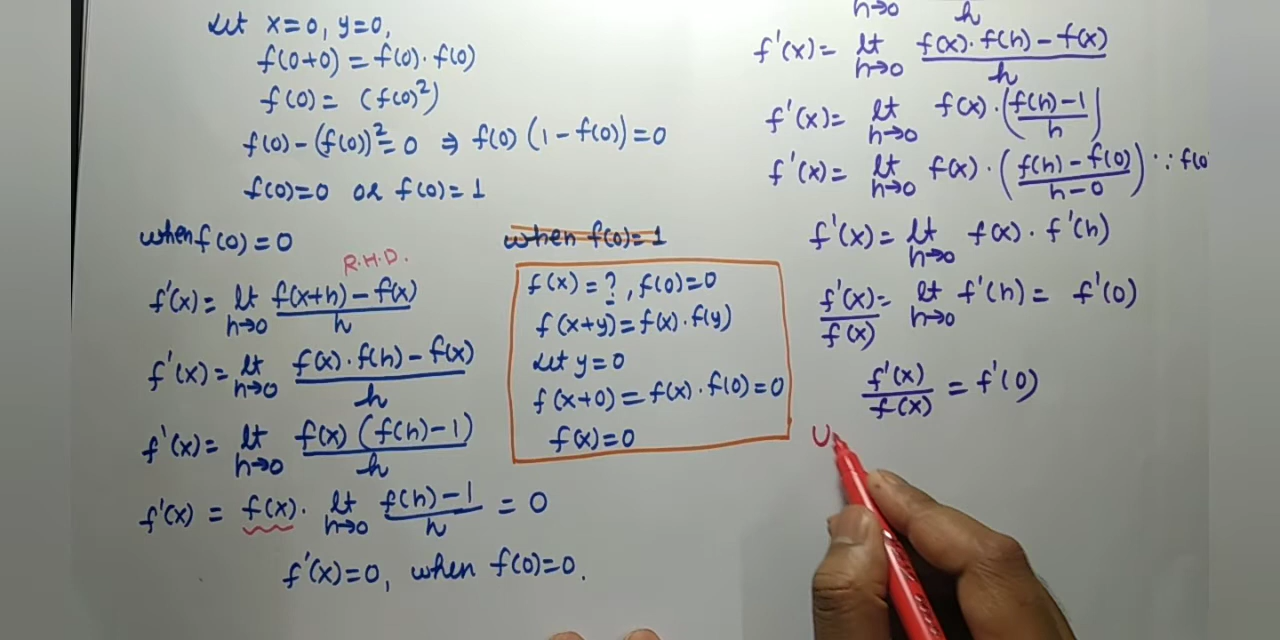 Let x=0, y=0,
f(0+0) = f(0)·f(0)
f(0) = (f(0)²)
f(0) - (f(0))² = 0 ⇒ f(0) (1 - f(0)) = 0
f(0)=0 or f(0)=1
when f(0) = 0
R.H.D.
f'(x) = lt h→0 f(x+h) - f(x) / h
f'(x) = lt h→0 f(x)·f(h) - f(x) / h
f'(x) = lt h→0 f(x) (f(h)-1) / h
f'(x) = f(x)· lt h→0 f(h)-1 / h = 0
f'(x)=0, when f(0)=0.
when f(0)=1
f(x) = ?, f(0)=0
f(x+y) = f(x)·f(y)
Let y=0
f(x+0) = f(x)·f(0) = 0
f(x) = 0
h→0 h
f'(x) = lt h→0 f(x)·f(h) - f(x) / h
f'(x) = lt h→0 f(x)·(f(h)-1 / h)
f'(x) = lt h→0 f(x)·(f(h) - f(0) / h-0) ∵ f(0
f'(x) = lt h→0 f(x)·f'(h)
f'(x) / f(x) = lt h→0 f'(h) = f'(0)
f'(x) / f(x) = f'(0)